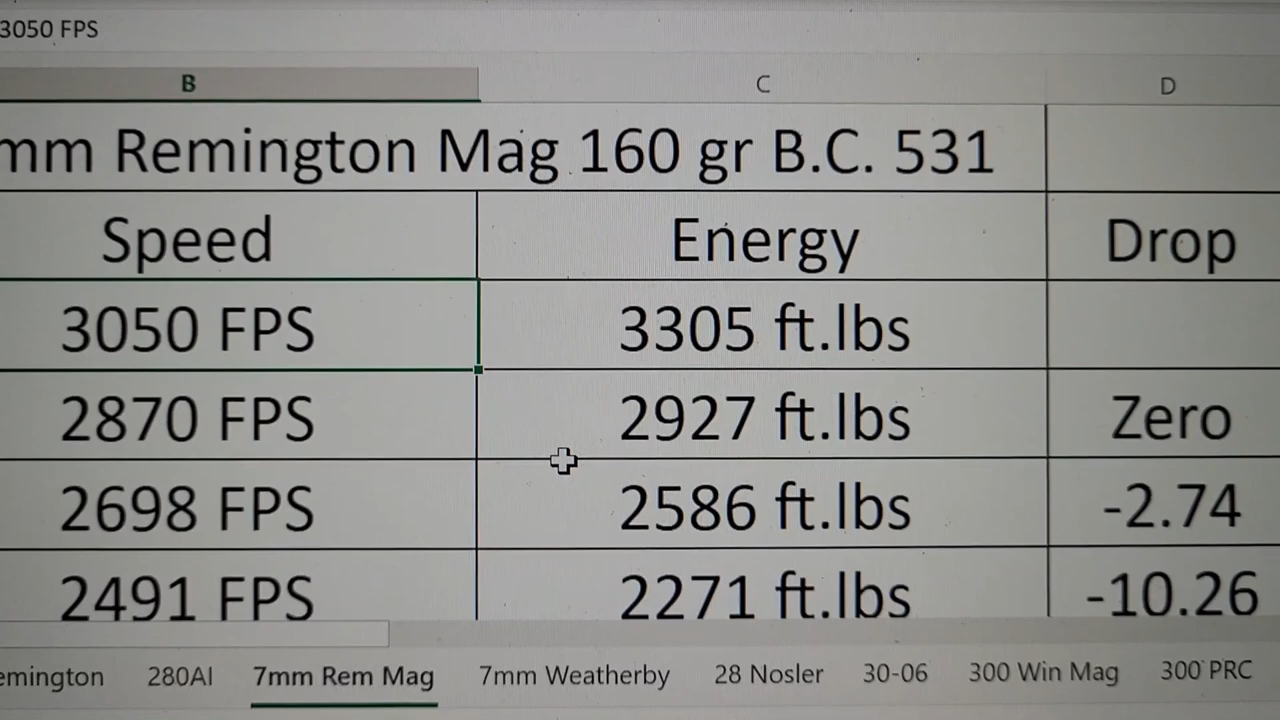 3050 FPS
B C D
mm Remington Mag 160 gr B.C. 531
Speed Energy Drop
3050 FPS 3305 ft.lbs
2870 FPS 2927 ft.lbs Zero
2698 FPS 2586 ft.lbs -2.74
2491 FPS 2271 ft.lbs -10.26
emington 280AI 7mm Rem Mag 7mm Weatherby 28 Nosler 30-06 300 Win Mag 300 PRC